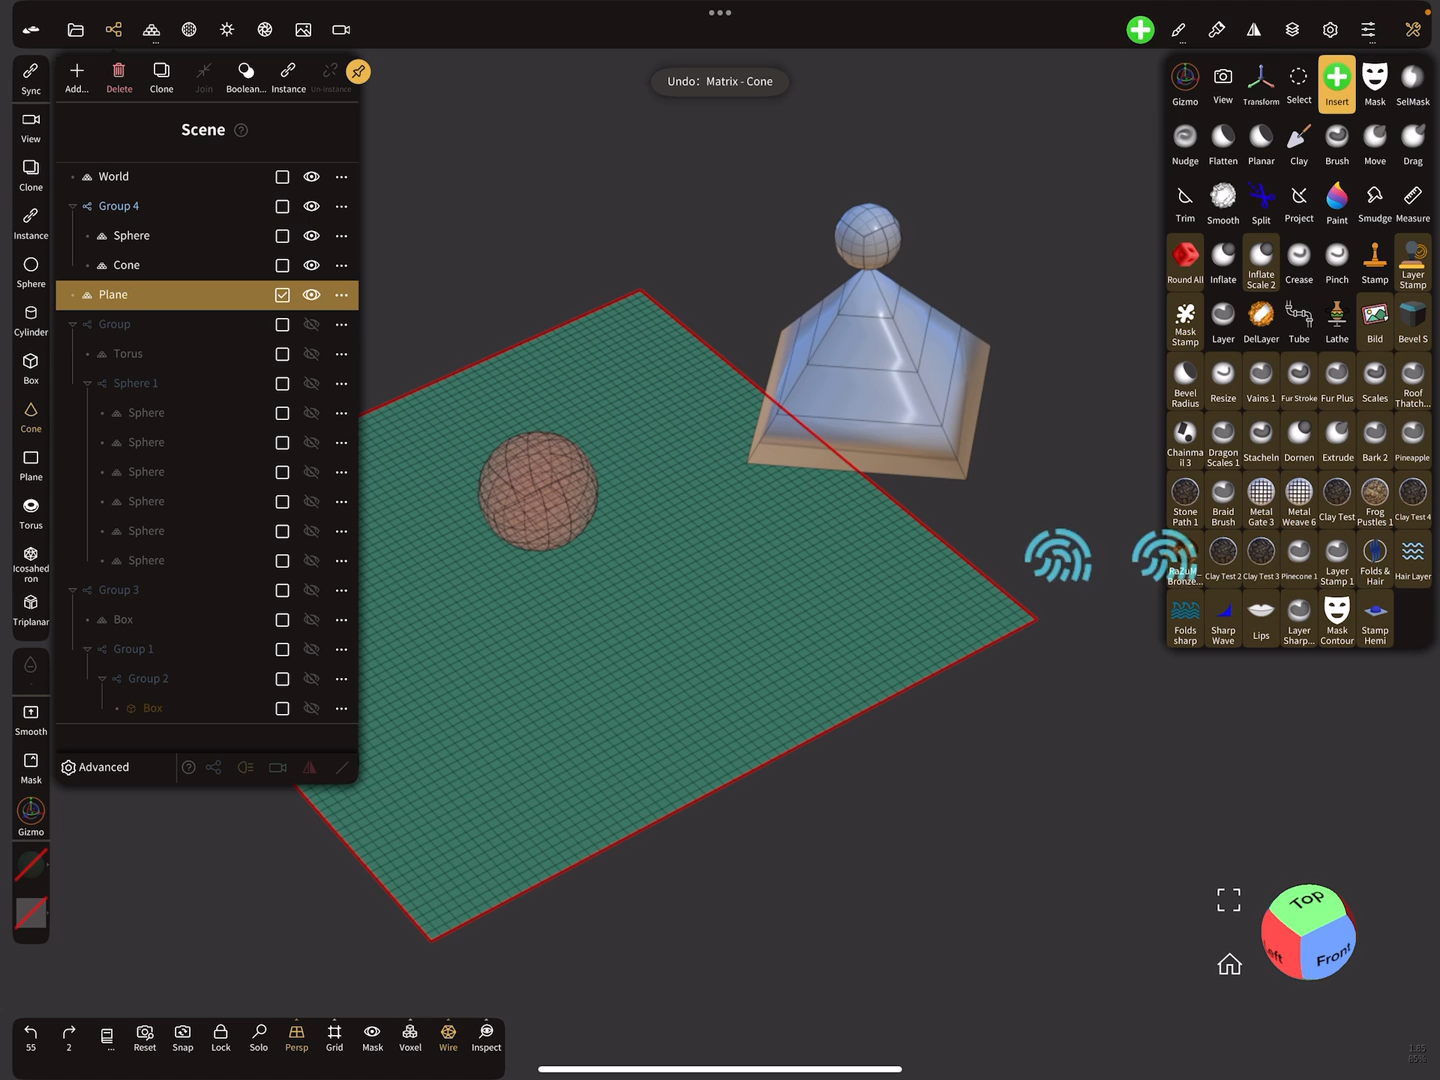 Undo: Matrix - Cone
Sync
View
Clone
Instance
Sphere
Cylinder
Box
Cone
Plane
Torus
Icosahed
ron
Triplanar
Smooth
Mask
Gizmo
Add...
Delete
Clone
Join
Boolean...
Instance
Un-instance
Scene
World
Group 4
Sphere
Cone
Plane
Group
Torus
Sphere 1
Sphere
Sphere
Sphere
Sphere
Sphere
Sphere
Group 3
Box
Group 1
Group 2
Box
Advanced
Gizmo
View
Transform
Select
Insert
Mask
SelMask
Nudge
Flatten
Planar
Clay
Brush
Move
Drag
Trim
Smooth
Split
Project
Paint
Smudge
Measure
Round All
Inflate
Inflate
Scale 2
Crease
Pinch
Stamp
Layer
Stamp
Mask
Stamp
Layer
DelLayer
Tube
Lathe
Bild
Bevel S
Bevel
Radius
Resize
Vains 1
Fur Stroke
Fur Plus
Scales
Roof
Thatch...
Chainma
il 3
Dragon
Scales 1
Stacheln
Dornen
Extrude
Bark 2
Pineapple
Stone
Path 1
Braid
Brush
Metal
Gate 3
Metal
Weave 6
Clay Test
Frog
Pustles 1
Clay Test 4
Bronze...
Clay Test 2
Clay Test 3
Pinecone 1
Layer
Stamp 1
Folds &
Hair
Hair Layer
Folds
sharp
Sharp
Wave
Lips
Layer
Sharp...
Mask
Contour
Stamp
Hemi
Top
Left
Front
55
2
...
Reset
Snap
Lock
Solo
Persp
Grid
Mask
Voxel
Wire
Inspect
1.85
85%